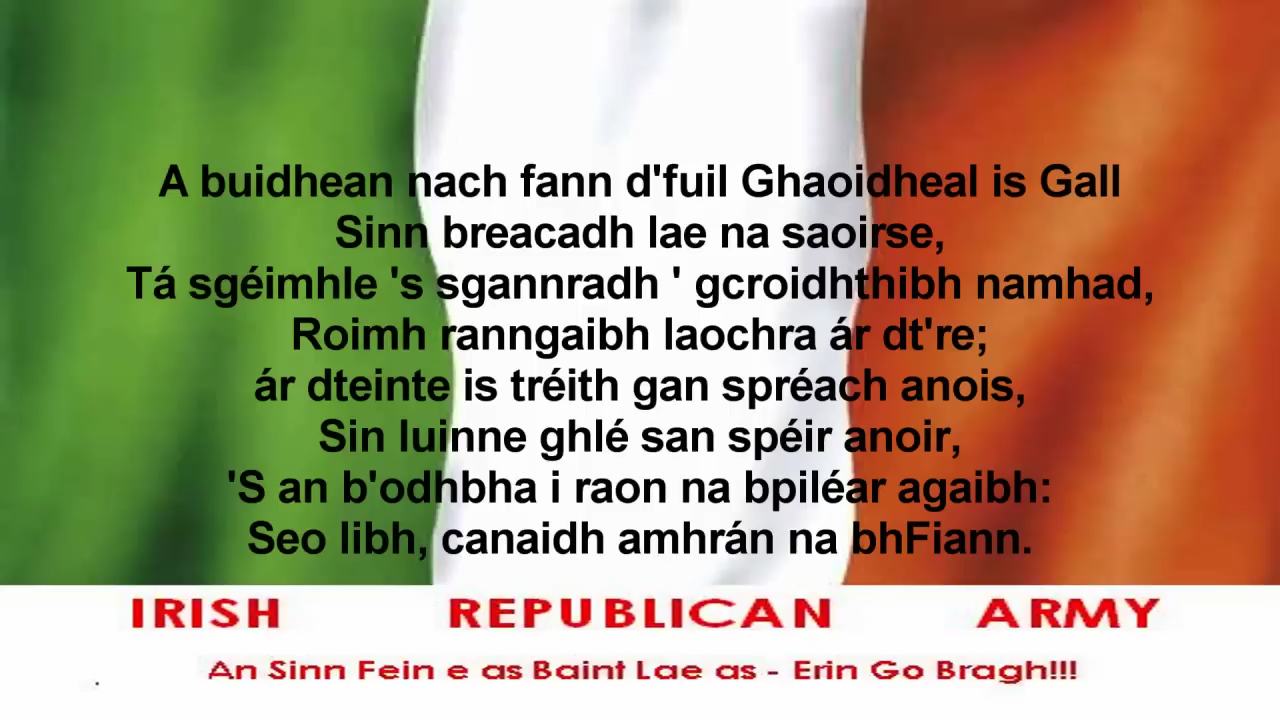 A buidhean nach fann d'fuil Ghaoidheal is Gall
Sinn breacadh lae na saoirse,
Tá sgéimhle 's sgannradh ' gcroidhthibh namhad,
Roimh ranngaibh laochra ár dt're;
ár dteinte is tréith gan spréach anois,
Sin luinne ghlé san spéir anoir,
'S an b'odhbha i raon na bpiléar agaibh:
Seo libh, canaidh amhrán na bhFiann.
IRISH REPUBLICAN ARMY
An Sinn Fein e as Baint Lae as - Erin Go Bragh!!!